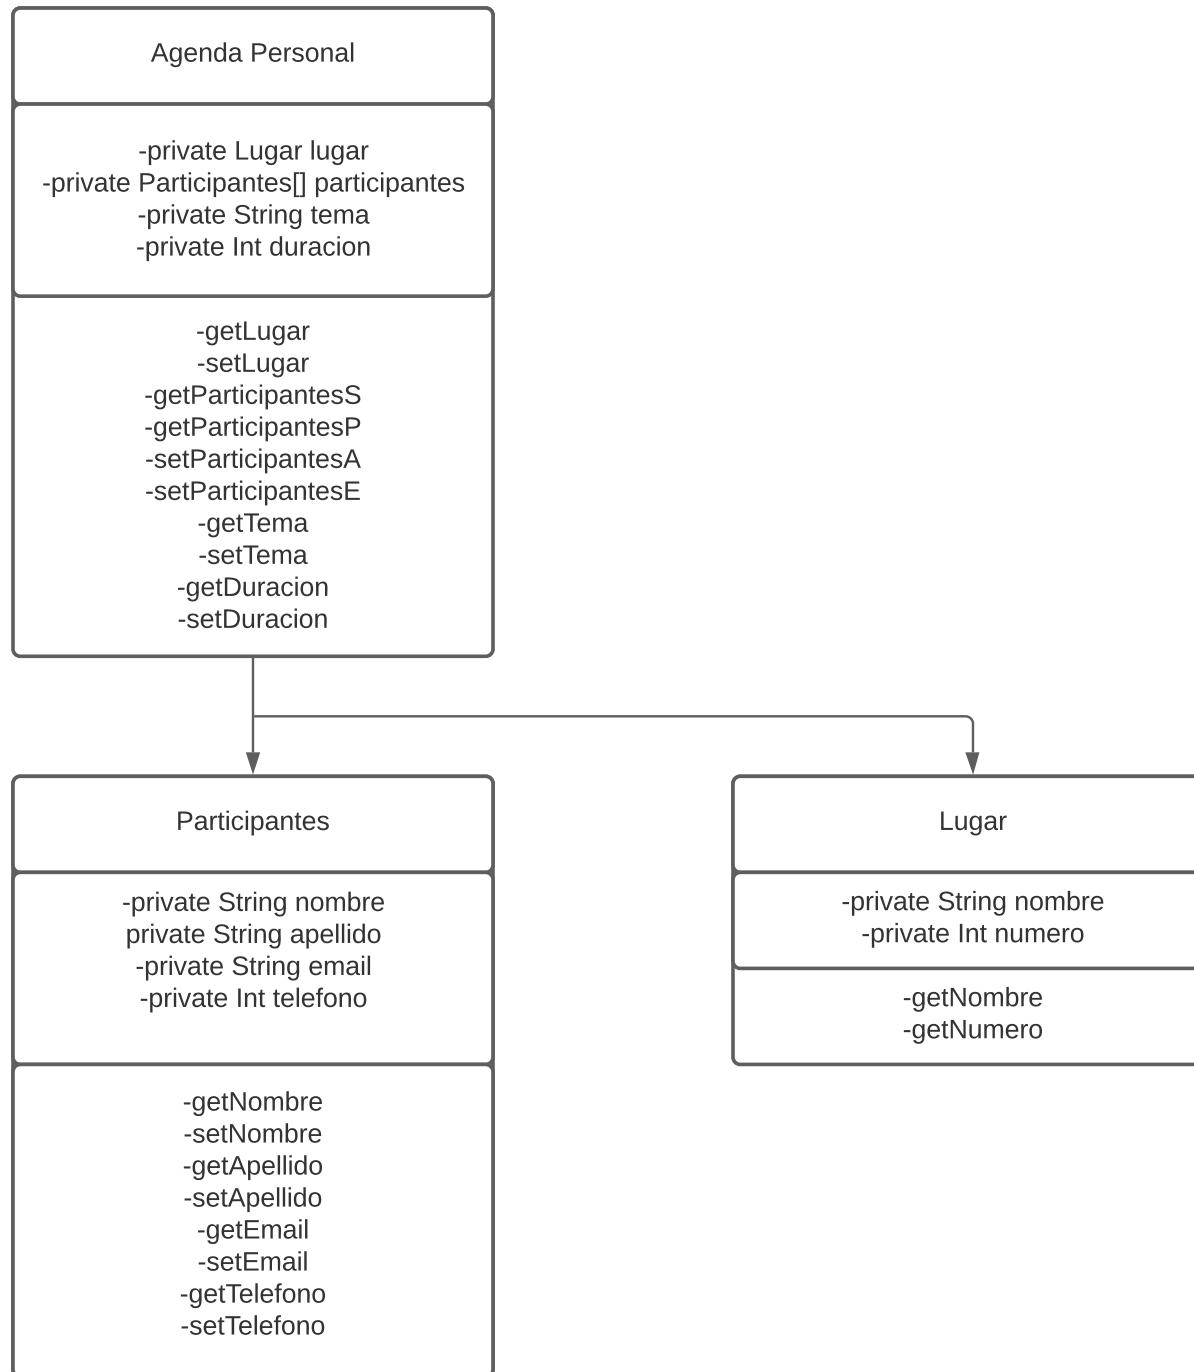 Agenda Personal
-private Lugar lugar
-private Participantes[] participantes
-private String tema
-private Int duracion
-getLugar
-setLugar
-getParticipantesS
-getParticipantesP
-setParticipantesA
-setParticipantesE
-getTema
-setTema
-getDuracion
-setDuracion
Participantes
-private String nombre
private String apellido
-private String email
-private Int telefono
-getNombre
-setNombre
-getApellido
-setApellido
-getEmail
-setEmail
-getTelefono
-setTelefono
Lugar
-private String nombre
-private Int numero
-getNombre
-getNumero